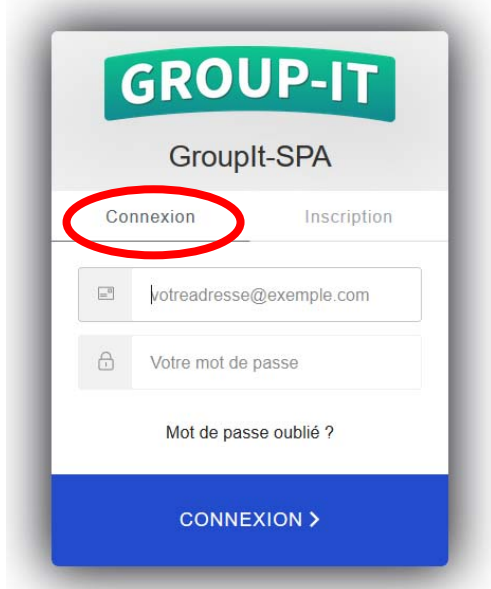 GROUP-IT
GroupIt-SPA
Connexion Inscription
votreadresse@exemple.com
Votre mot de passe
Mot de passe oublié ?
CONNEXION >